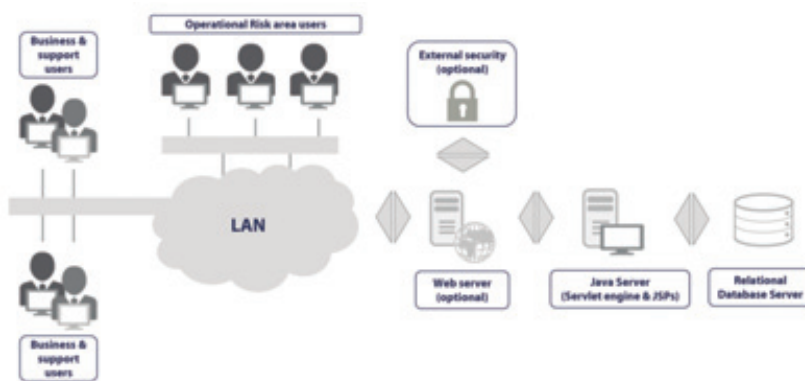 Operational Risk area users
Business &
support
users
External security
(optional)
LAN
Web server
(optional)
Java Server
(Servlet engine & JSPs)
Relational
Database Server
Business &
support
users